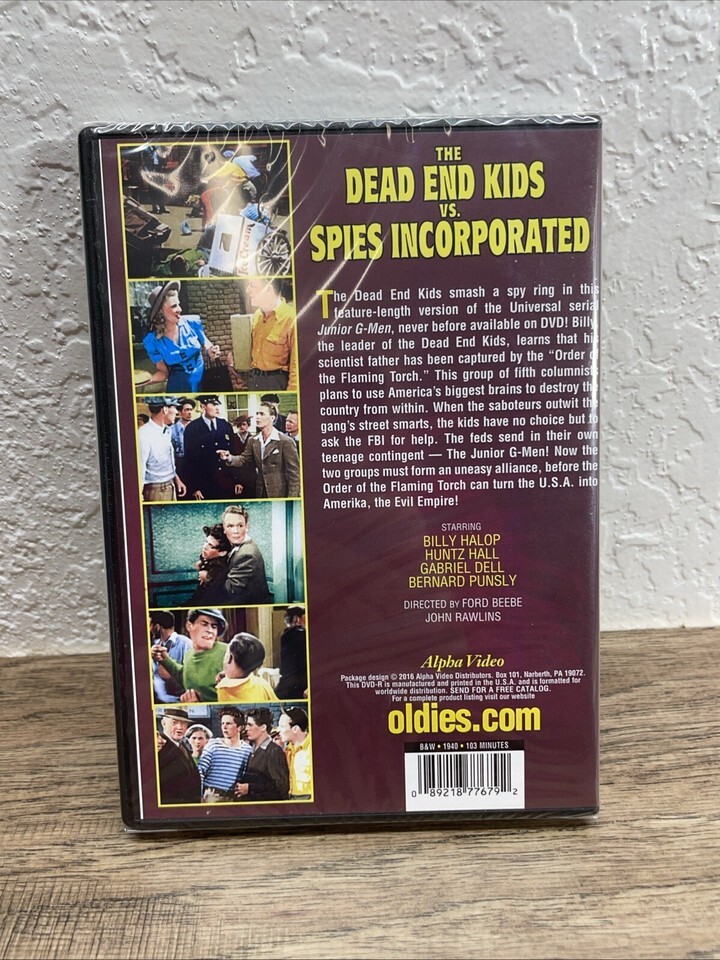 THE
DEAD END KIDS
VS.
SPIES INCORPORATED
The Dead End Kids smash a spy ring in this
feature-length version of the Universal serial
Junior G-Men, never before available on DVD! Billy,
the leader of the Dead End Kids, learns that his
scientist father has been captured by the “Order of
the Flaming Torch.” This group of fifth columnists
plans to use America’s biggest brains to destroy the
country from within. When the saboteurs outwit the
gang’s street smarts, the kids have no choice but to
ask the FBI for help. The feds send in their own
teenage contingent — The Junior G-Men! Now the
two groups must form an uneasy alliance, before the
Order of the Flaming Torch can turn the U.S.A. into
Amerika, the Evil Empire!
STARRING
BILLY HALOP
HUNTZ HALL
GABRIEL DELL
BERNARD PUNSLY
DIRECTED BY FORD BEEBE
JOHN RAWLINS
Alpha Video
Package design © 2016 Alpha Video Distributors, Box 101, Narberth, PA 19072.
This DVD-R is manufactured and printed in the U.S.A. and is formatted for
worldwide distribution. SEND FOR A FREE CATALOG.
For a complete product listing visit our website
oldies.com
B&W • 1940 • 103 MINUTES
0 89218 77679 2
Ice Cream